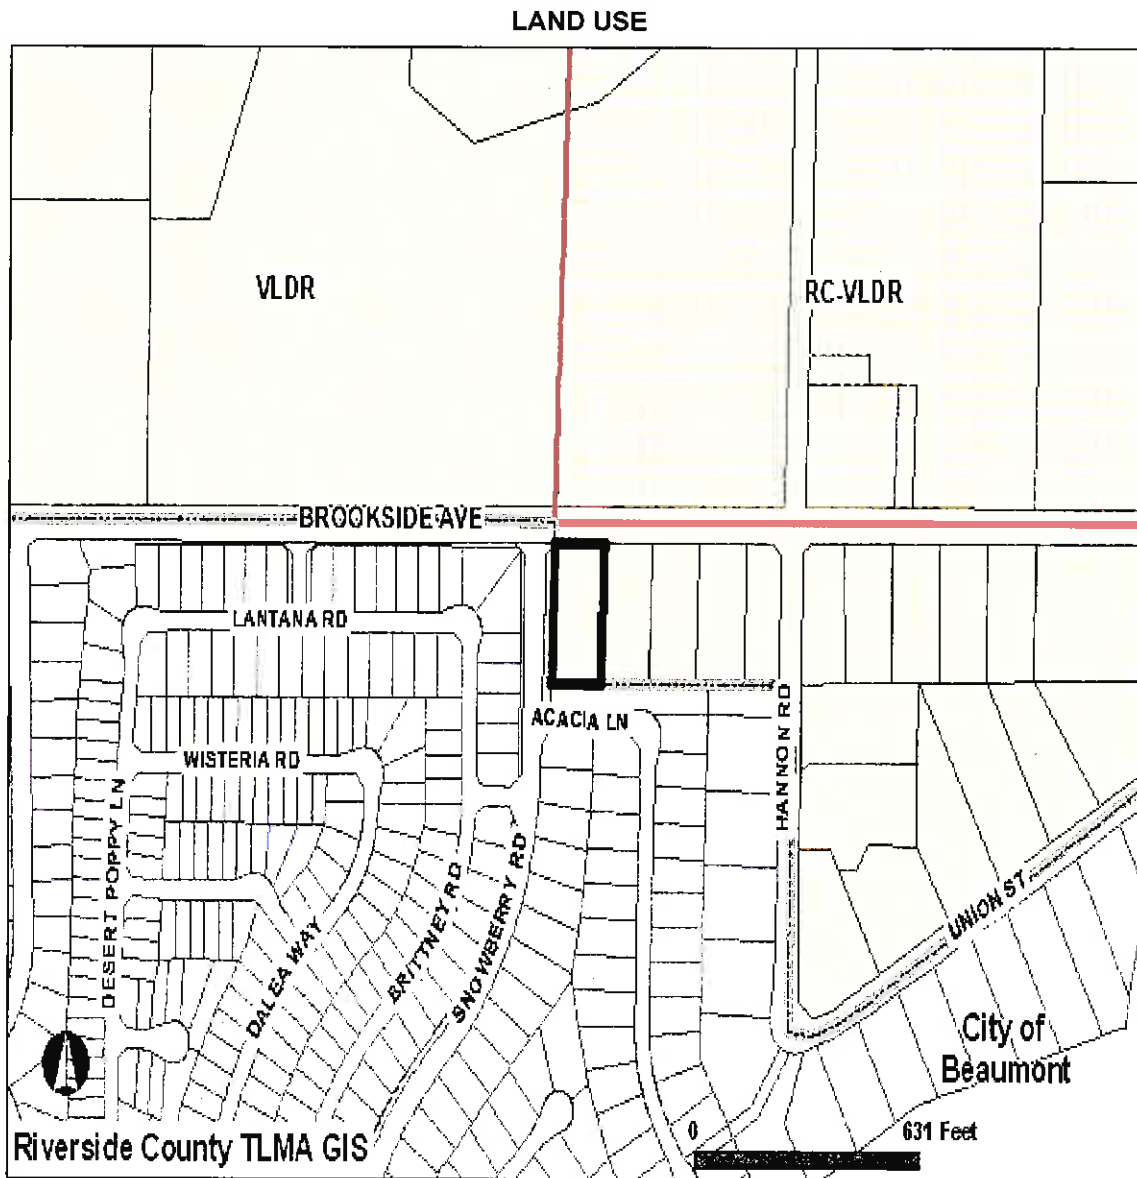 LAND USE
VLDR
RC-VLDR
BROOKSIDE AVE
LANTANA RD
ACACIA LN
WISTERIA RD
HANNON RD
DESERT POPPY LN
DALEA WAY
BRITTNEY RD
SNOWBERRY RD
UNION ST
City of
Beaumont
Riverside County TLMA GIS
0
631 Feet